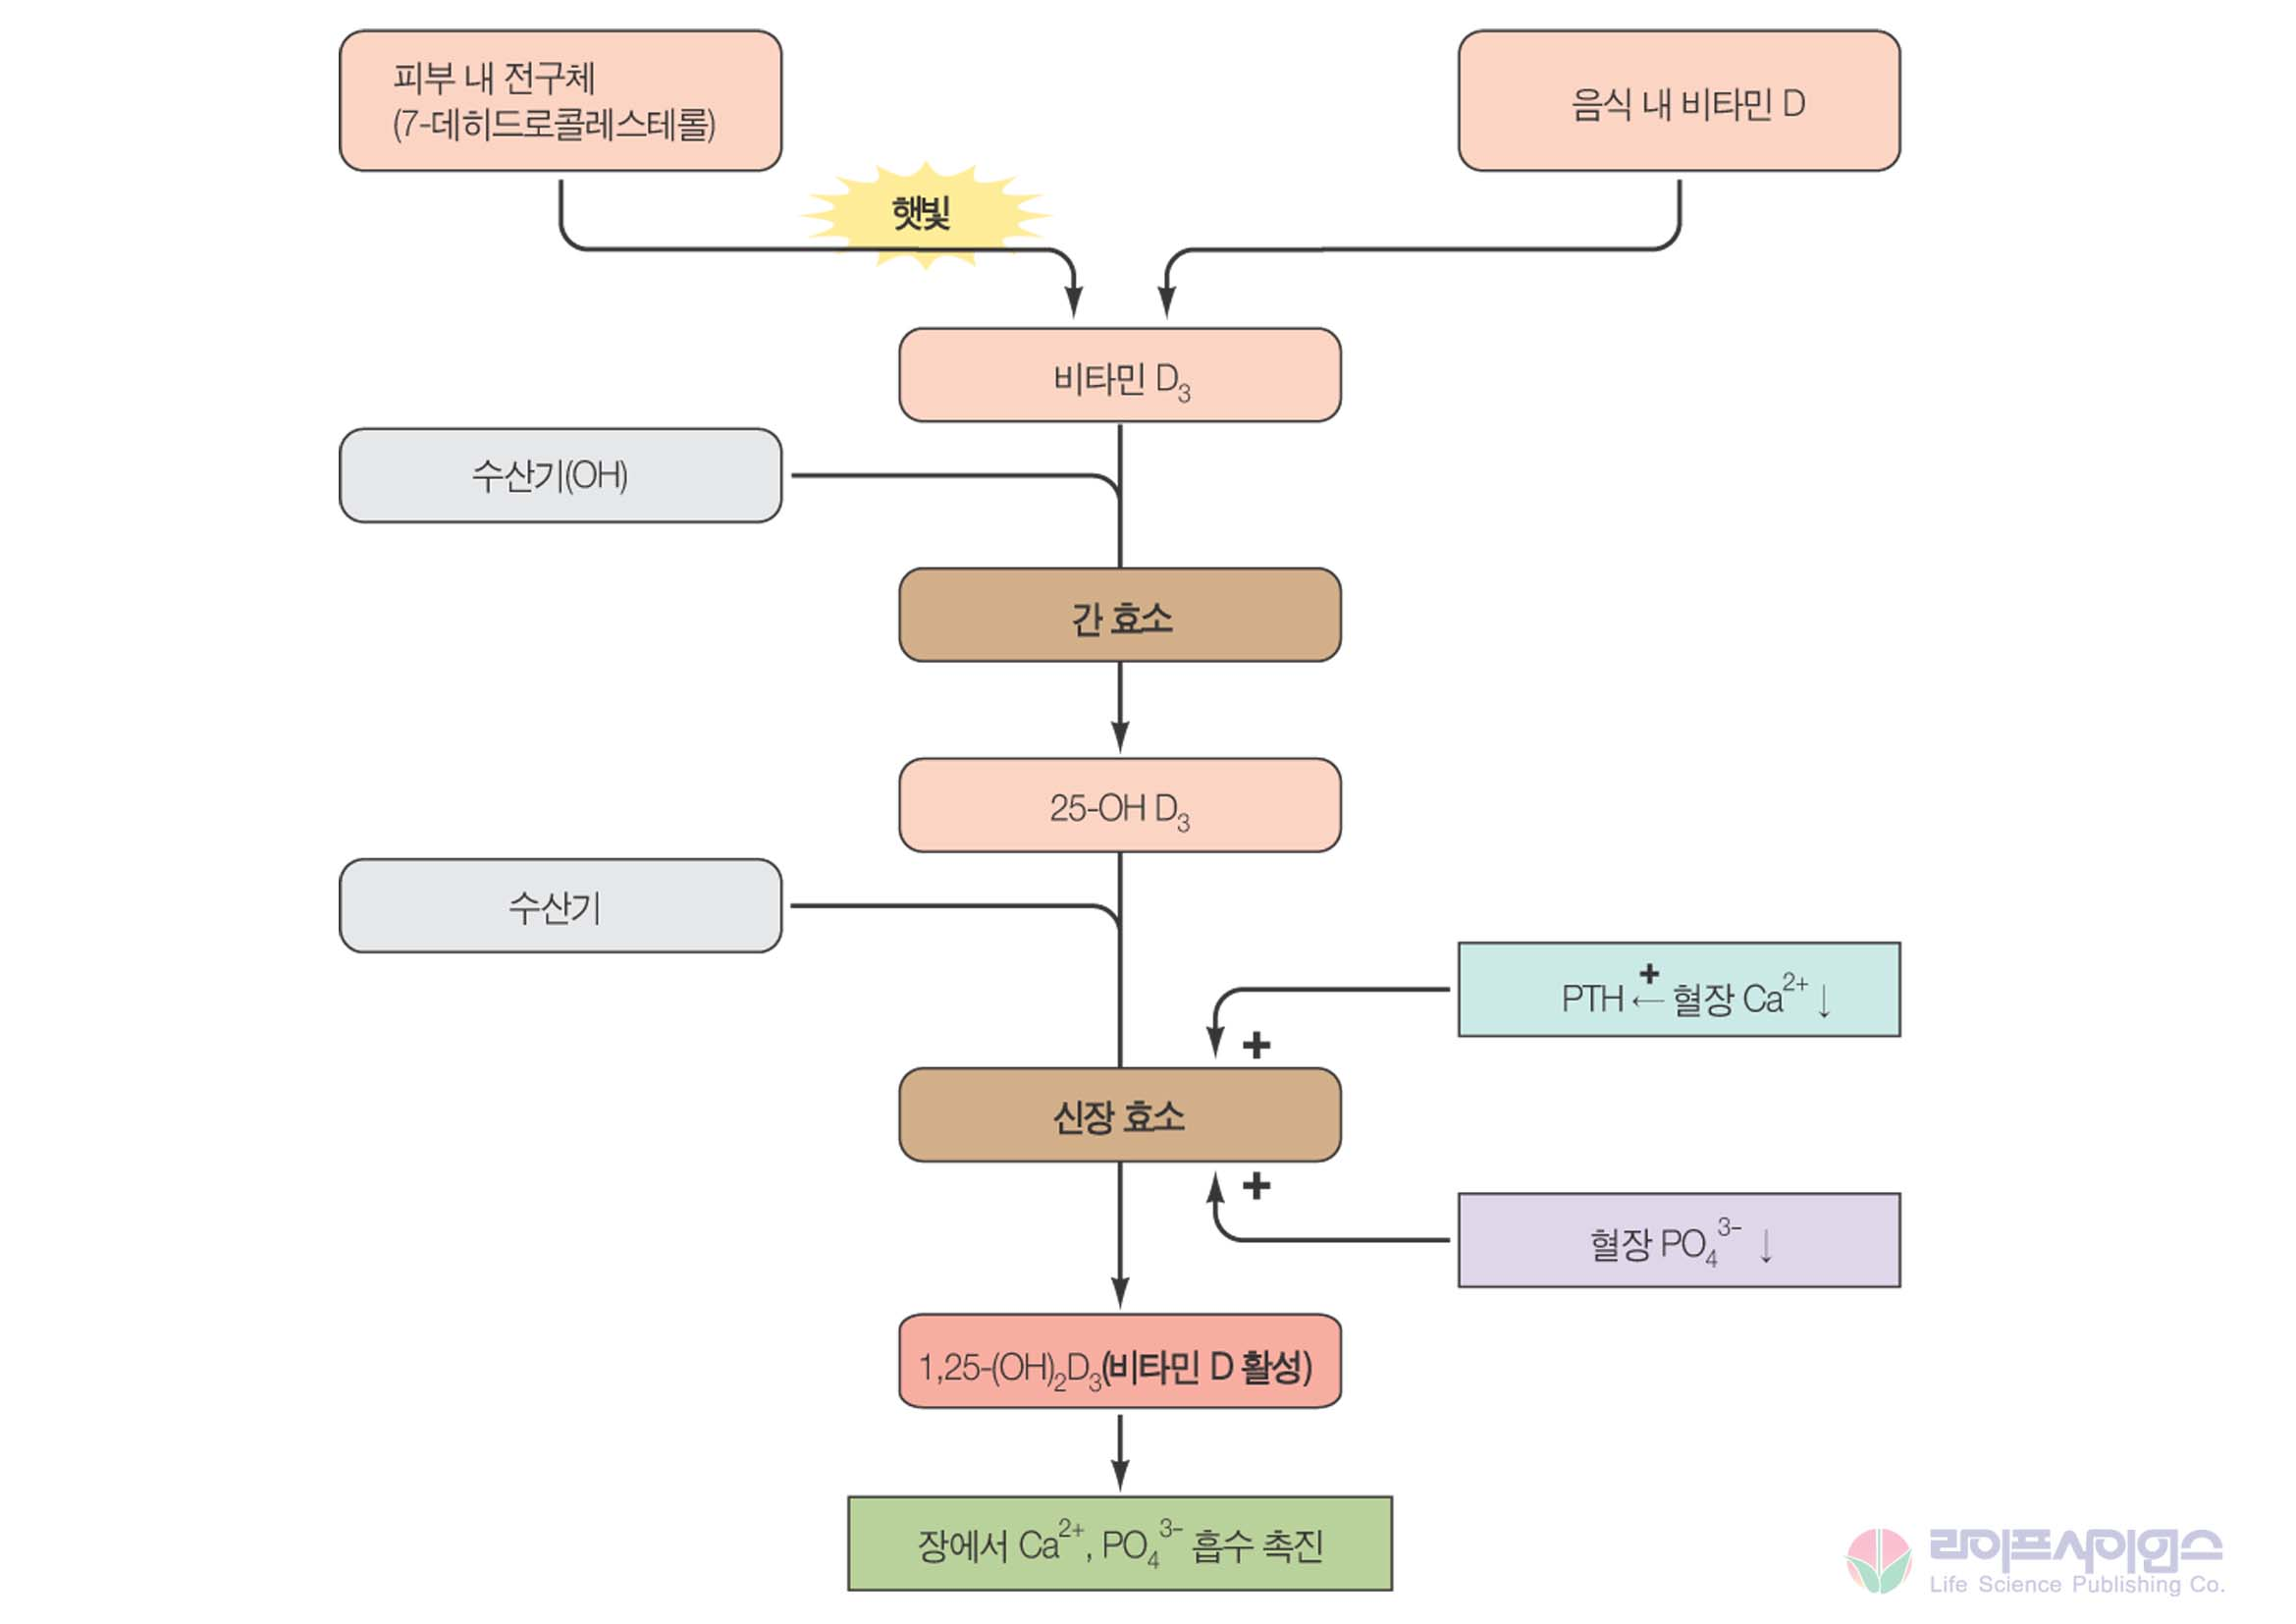 피부 내 전구체
(7-데히드로콜레스테롤)
음식 내 비타민 D
햇빛
비타민 D₃
수산기(OH)
간 효소
25-OH D₃
수산기
PTH ←⁺ 혈장 Ca²⁺ ↓
+
신장 효소
+
혈장 PO₄³⁻ ↓
1,25-(OH)₂D₃(비타민 D 활성)
장에서 Ca²⁺, PO₄³⁻ 흡수 촉진
라이프사이언스
Life Science Publishing Co.